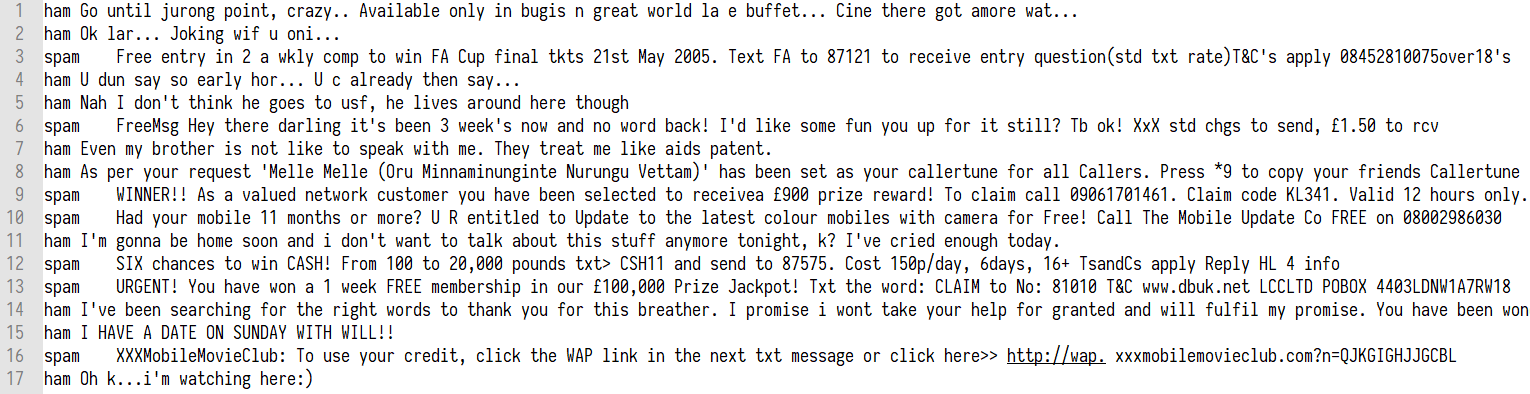 1 ham Go until jurong point, crazy.. Available only in bugis n great world la e buffet... Cine there got amore wat...
2 ham Ok lar... Joking wif u oni...
3 spam Free entry in 2 a wkly comp to win FA Cup final tkts 21st May 2005. Text FA to 87121 to receive entry question(std txt rate)T&C's apply 08452810075over18's
4 ham U dun say so early hor... U c already then say...
5 ham Nah I don't think he goes to usf, he lives around here though
6 spam FreeMsg Hey there darling it's been 3 week's now and no word back! I'd like some fun you up for it still? Tb ok! XxX std chgs to send, £1.50 to rcv
7 ham Even my brother is not like to speak with me. They treat me like aids patent.
8 ham As per your request 'Melle Melle (Oru Minnaminunginte Nurungu Vettam)' has been set as your callertune for all Callers. Press *9 to copy your friends Callertune
9 spam WINNER!! As a valued network customer you have been selected to receivea £900 prize reward! To claim call 09061701461. Claim code KL341. Valid 12 hours only.
10 spam Had your mobile 11 months or more? U R entitled to Update to the latest colour mobiles with camera for Free! Call The Mobile Update Co FREE on 08002986030
11 ham I'm gonna be home soon and i don't want to talk about this stuff anymore tonight, k? I've cried enough today.
12 spam SIX chances to win CASH! From 100 to 20,000 pounds txt> CSH11 and send to 87575. Cost 150p/day, 6days, 16+ TsandCs apply Reply HL 4 info
13 spam URGENT! You have won a 1 week FREE membership in our £100,000 Prize Jackpot! Txt the word: CLAIM to No: 81010 T&C www.dbuk.net LCCLTD POBOX 4403LDNW1A7RW18
14 ham I've been searching for the right words to thank you for this breather. I promise i wont take your help for granted and will fulfil my promise. You have been won
15 ham I HAVE A DATE ON SUNDAY WITH WILL!!
16 spam XXXMobileMovieClub: To use your credit, click the WAP link in the next txt message or click here>> http://wap. xxxmobilemovieclub.com?n=QJKGIGHJJGCBL
17 ham Oh k...i'm watching here:)